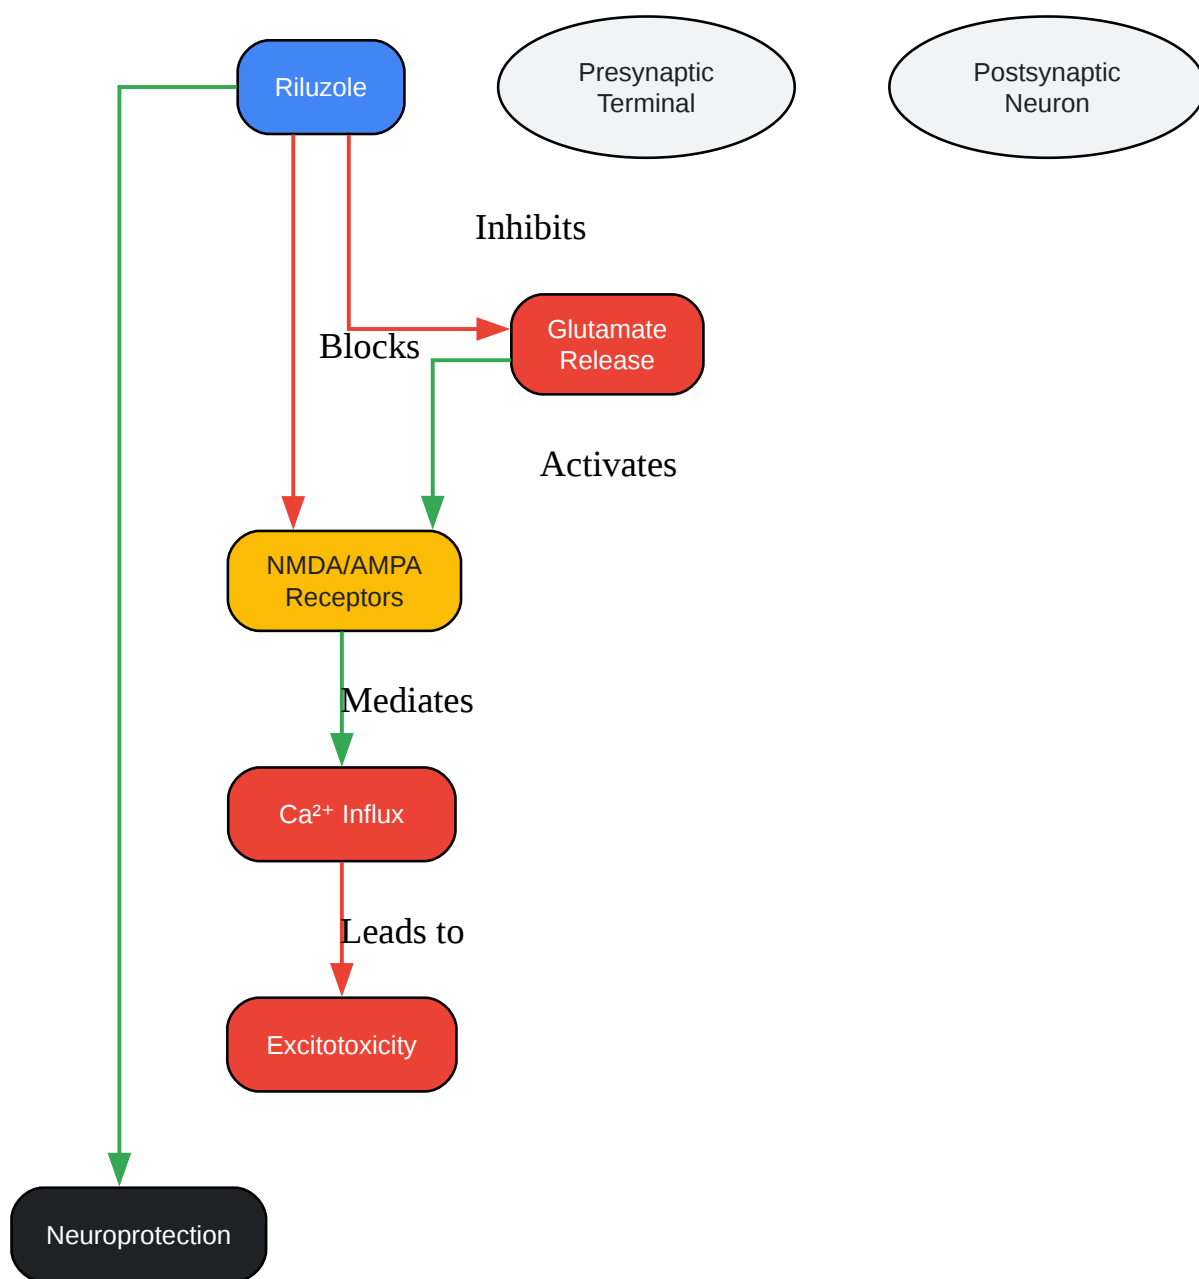 Riluzole
Presynaptic
Terminal
Postsynaptic
Neuron
Inhibits
Glutamate
Release
Blocks
Activates
NMDA/AMPA
Receptors
Mediates
Ca²⁺ Influx
Leads to
Excitotoxicity
Neuroprotection